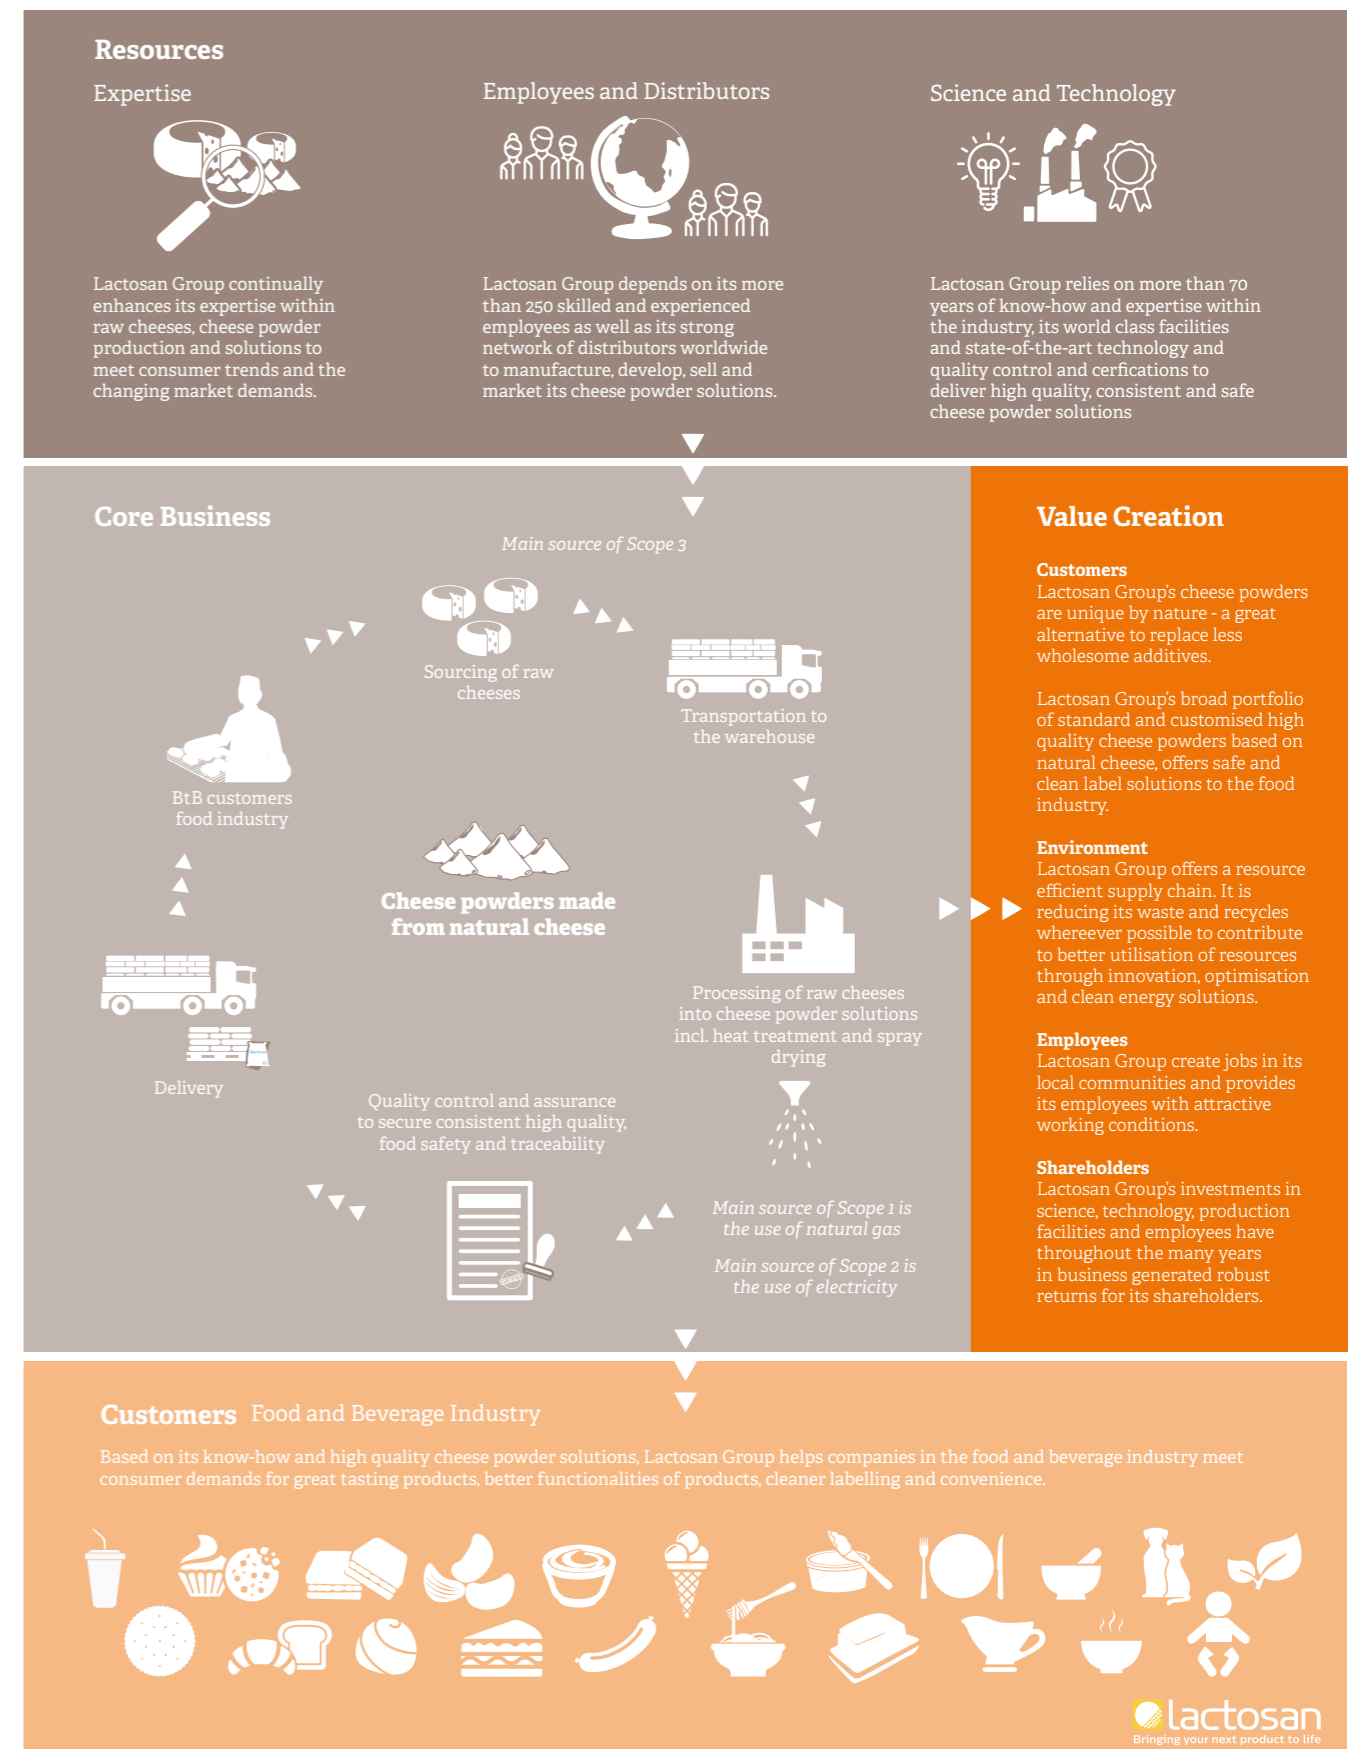 Resources
Expertise
Lactosan Group continually
enhances its expertise within
raw cheeses, cheese powder
production and solutions to
meet consumer trends and the
changing market demands.
Employees and Distributors
Lactosan Group depends on its more
than 250 skilled and experienced
employees as well as its strong
network of distributors worldwide
to manufacture, develop, sell and
market its cheese powder solutions.
Science and Technology
Lactosan Group relies on more than 70
years of know-how and expertise within
the industry, its world class facilities
and state-of-the-art technology and
quality control and cerfications to
deliver high quality, consistent and safe
cheese powder solutions
Core Business
Main source of Scope 3
Sourcing of raw
cheeses
Transportation to
the warehouse
BtB customers
food industry
Cheese powders made
from natural cheese
Processing of raw cheeses
into cheese powder solutions
incl. heat treatment and spray
drying
Delivery
Quality control and assurance
to secure consistent high quality,
food safety and traceability
Main source of Scope 1 is
the use of natural gas
Main source of Scope 2 is
the use of electricity
Value Creation
Customers
Lactosan Group's cheese powders
are unique by nature - a great
alternative to replace less
wholesome additives.
Lactosan Group's broad portfolio
of standard and customised high
quality cheese powders based on
natural cheese, offers safe and
clean label solutions to the food
industry.
Environment
Lactosan Group offers a resource
efficient supply chain. It is
reducing its waste and recycles
whereever possible to contribute
to better utilisation of resources
through innovation, optimisation
and clean energy solutions.
Employees
Lactosan Group create jobs in its
local communities and provides
its employees with attractive
working conditions.
Shareholders
Lactosan Group's investments in
science, technology, production
facilities and employees have
throughout the many years
in business generated robust
returns for its shareholders.
Customers Food and Beverage Industry
Based on its know-how and high quality cheese powder solutions, Lactosan Group helps companies in the food and beverage industry meet
consumer demands for great tasting products, better functionalities of products, cleaner labelling and convenience.
lactosan
Bringing your next product to life